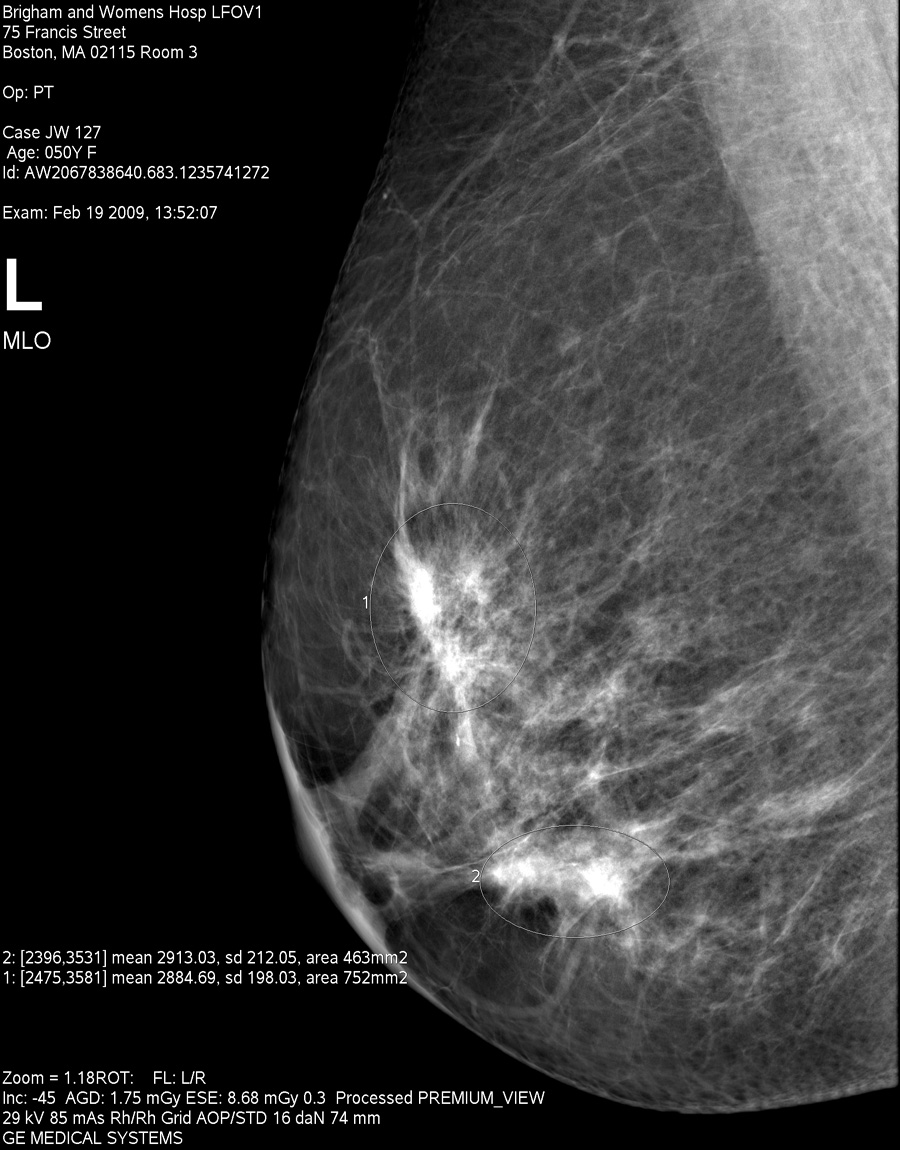 Brigham and Womens Hosp LFOV1
75 Francis Street
Boston, MA 02115 Room 3
Op: PT
Case JW 127
Age: 050Y F
Id: AW2067838640.683.1235741272
Exam: Feb 19 2009, 13:52:07
L
MLO
1
2
2: [2396,3531] mean 2913.03, sd 212.05, area 463mm2
1: [2475,3581] mean 2884.69, sd 198.03, area 752mm2
Zoom = 1.18ROT: FL: L/R
Inc: -45 AGD: 1.75 mGy ESE: 8.68 mGy 0.3 Processed PREMIUM_VIEW
29 kV 85 mAs Rh/Rh Grid AOP/STD 16 daN 74 mm
GE MEDICAL SYSTEMS